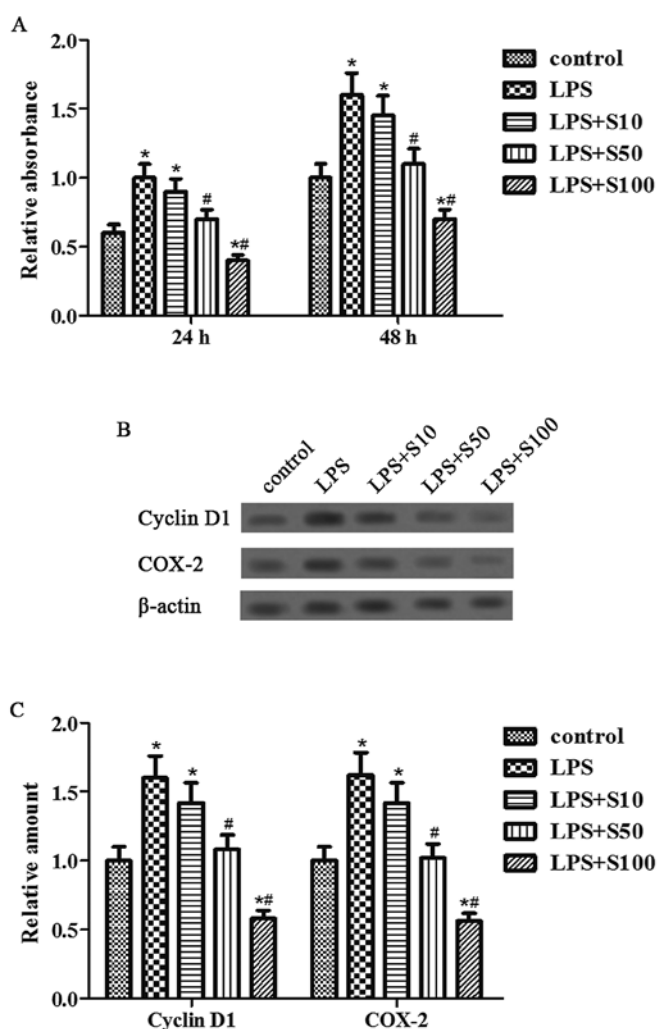 A
2.0
1.5
1.0
0.5
0.0
Relative absorbance
* * # *#
* * # *#
24 h 48 h
control
LPS
LPS+S10
LPS+S50
LPS+S100
B
control LPS LPS+S10 LPS+S50 LPS+S100
Cyclin D1
COX-2
β-actin
C
2.0
1.5
1.0
0.5
0.0
Relative amount
* * # *#
* * # *#
Cyclin D1 COX-2
control
LPS
LPS+S10
LPS+S50
LPS+S100